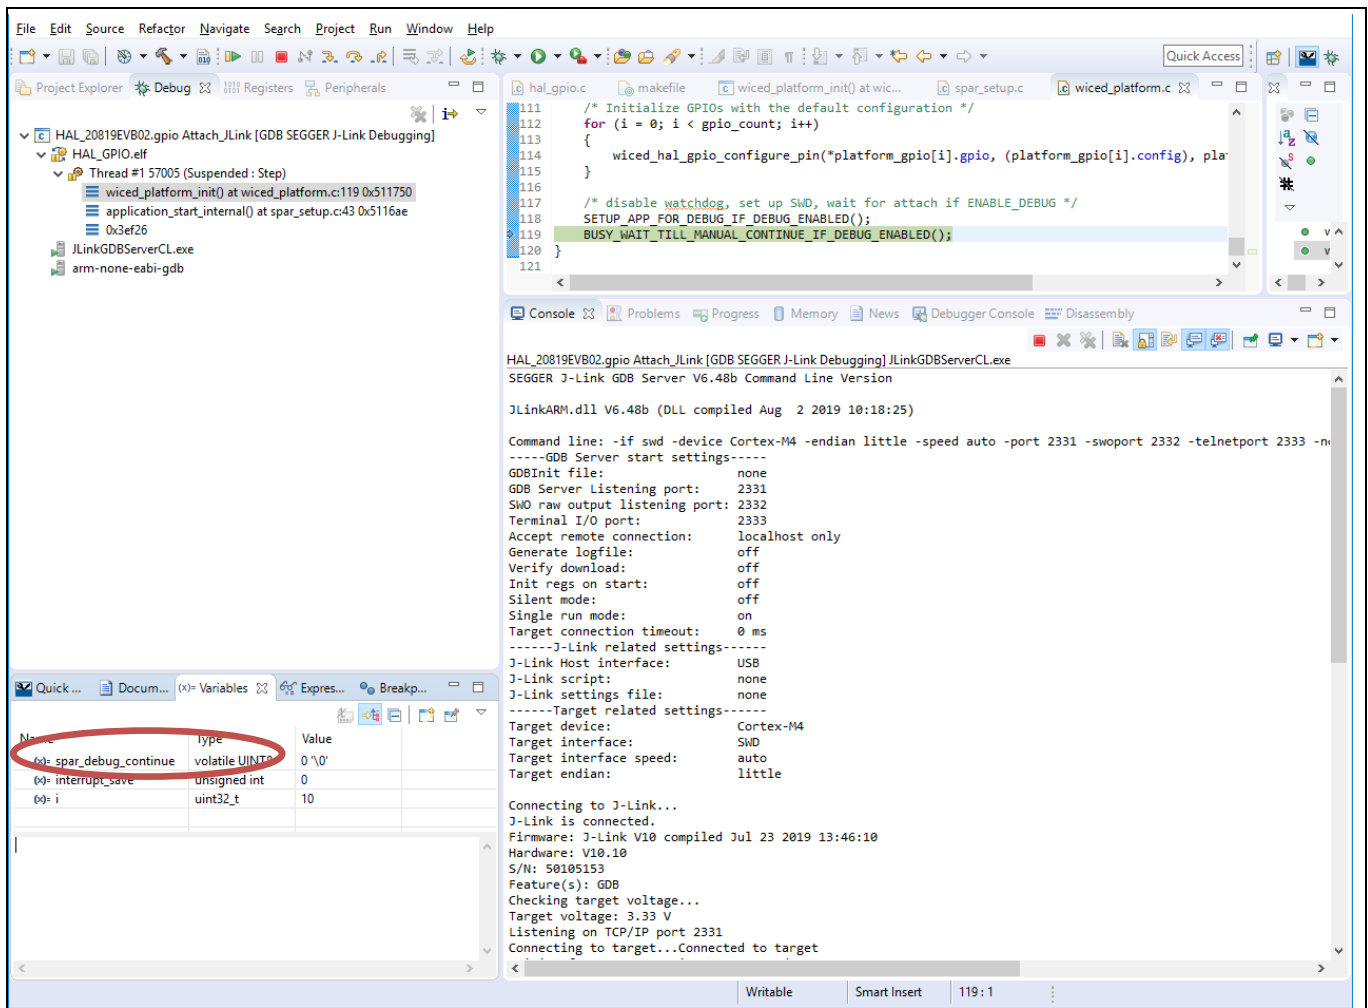 File Edit Source Refactor Navigate Search Project Run Window Help
Quick Access
Project Explorer Debug Registers Peripherals
HAL_20819EVB02.gpio Attach_JLink [GDB SEGGER J-Link Debugging]
HAL_GPIO.elf
Thread #1 57005 (Suspended : Step)
wiced_platform_init() at wiced_platform.c:119 0x511750
application_start_internal() at spar_setup.c:43 0x5116ae
0x3ef26
JLinkGDBServerCL.exe
arm-none-eabi-gdb
hal_gpio.c makefile wiced_platform_init() at wic... spar_setup.c wiced_platform.c
111 /* Initialize GPIOs with the default configuration */
112 for (i = 0; i < gpio_count; i++)
113 {
114 wiced_hal_gpio_configure_pin(*platform_gpio[i].gpio, (platform_gpio[i].config), pla
115 }
116
117 /* disable watchdog, set up SWD, wait for attach if ENABLE_DEBUG */
118 SETUP_APP_FOR_DEBUG_IF_DEBUG_ENABLED();
119 BUSY_WAIT_TILL_MANUAL_CONTINUE_IF_DEBUG_ENABLED();
120 }
121
Console Problems Progress Memory News Debugger Console Disassembly
HAL_20819EVB02.gpio Attach_JLink [GDB SEGGER J-Link Debugging] JLinkGDBServerCL.exe
SEGGER J-Link GDB Server V6.48b Command Line Version
JLinkARM.dll V6.48b (DLL compiled Aug 2 2019 10:18:25)
Command line: -if swd -device Cortex-M4 -endian little -speed auto -port 2331 -swoport 2332 -telnetport 2333
-----GDB Server start settings-----
GDBInit file: none
GDB Server Listening port: 2331
SWO raw output listening port: 2332
Terminal I/O port: 2333
Accept remote connection: localhost only
Generate logfile: off
Verify download: off
Init regs on start: off
Silent mode: off
Single run mode: on
Target connection timeout: 0 ms
------J-Link related settings------
J-Link Host interface: USB
J-Link script: none
J-Link settings file: none
------Target related settings------
Target device: Cortex-M4
Target interface: SWD
Target interface speed: auto
Target endian: little
Connecting to J-Link...
J-Link is connected.
Firmware: J-Link V10 compiled Jul 23 2019 13:46:10
Hardware: V10.10
S/N: 50105153
Feature(s): GDB
Checking target voltage...
Target voltage: 3.33 V
Listening on TCP/IP port 2331
Connecting to target...Connected to target
Quick ... Docum... (x)= Variables Expres... Breakp...
Name Type Value
(x)= spar_debug_continue volatile UINT8 0 '\0'
(x)= interrupt_save unsigned int 0
(x)= i uint32_t 10
Writable Smart Insert 119 : 1